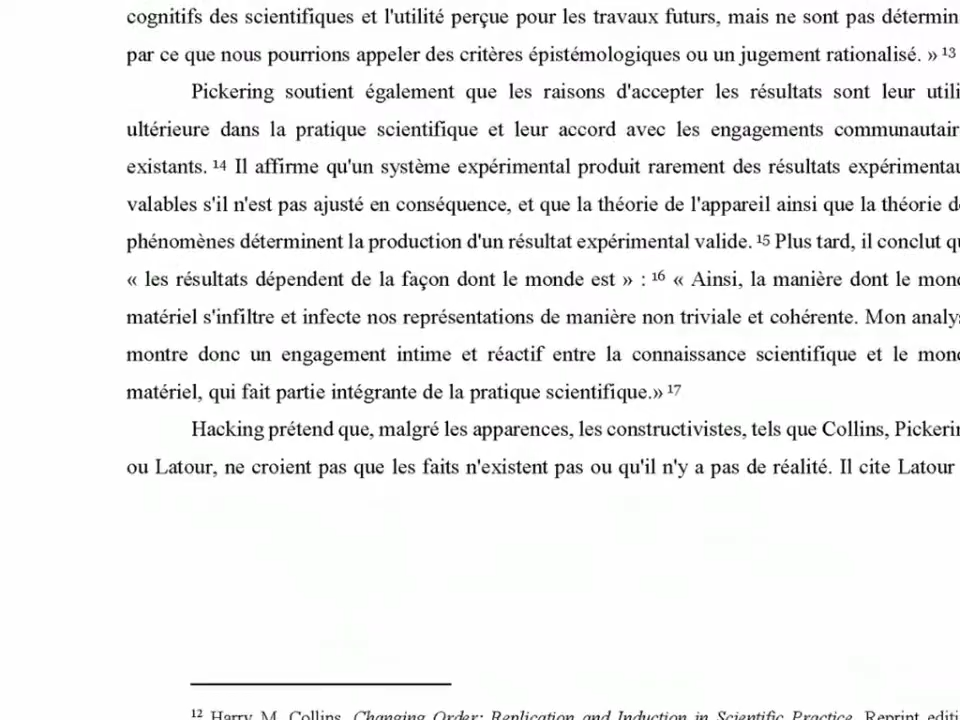 cognitifs des scientifiques et l'utilité perçue pour les travaux futurs, mais ne sont pas détermin
par ce que nous pourrions appeler des critères épistémologiques ou un jugement rationalisé. » 13
Pickering soutient également que les raisons d'accepter les résultats sont leur utili
ultérieure dans la pratique scientifique et leur accord avec les engagements communautair
existants. 14 Il affirme qu'un système expérimental produit rarement des résultats expérimentau
valables s'il n'est pas ajusté en conséquence, et que la théorie de l'appareil ainsi que la théorie de
phénomènes déterminent la production d'un résultat expérimental valide. 15 Plus tard, il conclut qu
« les résultats dépendent de la façon dont le monde est » : 16 « Ainsi, la manière dont le mond
matériel s'infiltre et infecte nos représentations de manière non triviale et cohérente. Mon analys
montre donc un engagement intime et réactif entre la connaissance scientifique et le mond
matériel, qui fait partie intégrante de la pratique scientifique.» 17
Hacking prétend que, malgré les apparences, les constructivistes, tels que Collins, Pickerin
ou Latour, ne croient pas que les faits n'existent pas ou qu'il n'y a pas de réalité. Il cite Latour
12 Harry M. Collins, Changing Order: Replication and Induction in Scientific Practice, Reprint editi